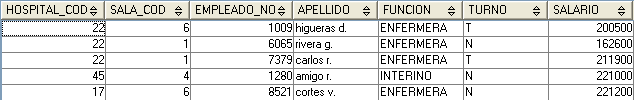 HOSPITAL_COD SALA_COD EMPLEADO_NO APELLIDO FUNCION TURNO SALARIO
22 6 1009 higueras d. ENFERMERA T 200500
22 1 6065 rivera g. ENFERMERA N 162600
22 1 7379 carlos r. ENFERMERA T 211900
45 4 1280 amigo r. INTERINO N 221000
17 6 8521 cortes v. ENFERMERA N 221200